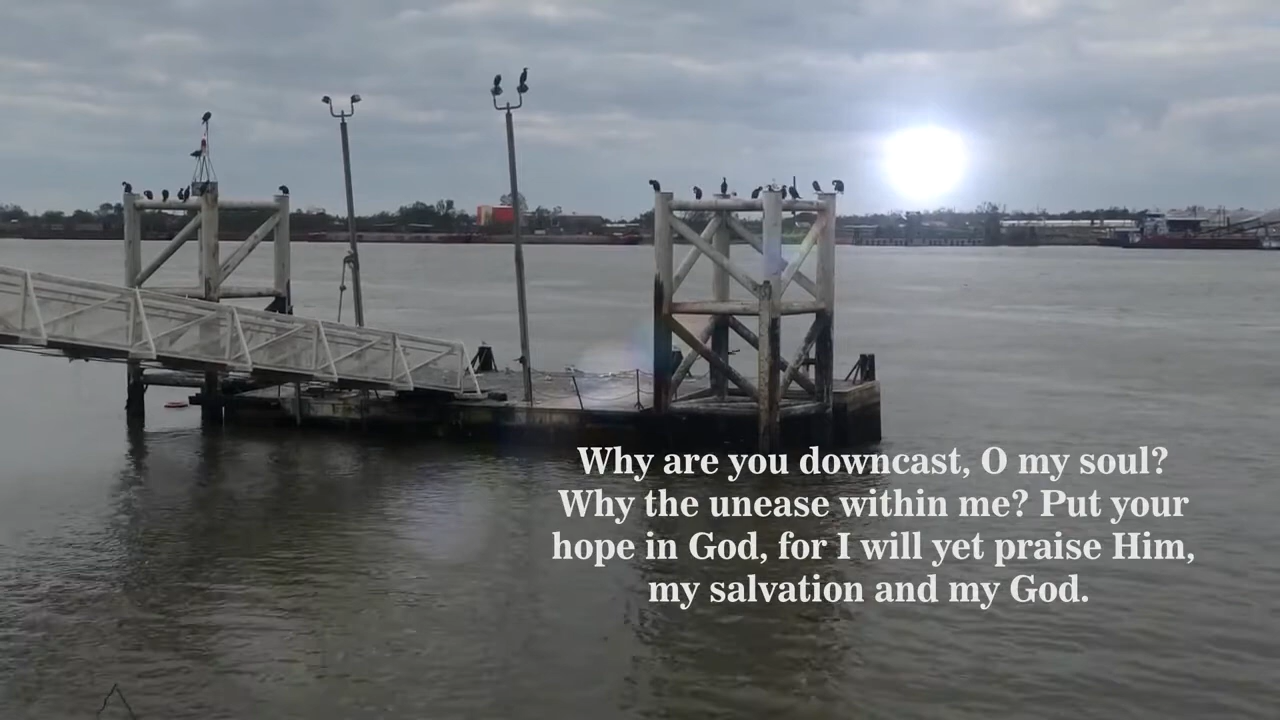 Why are you downcast, O my soul?
Why the unease within me? Put your
hope in God, for I will yet praise Him,
my salvation and my God.